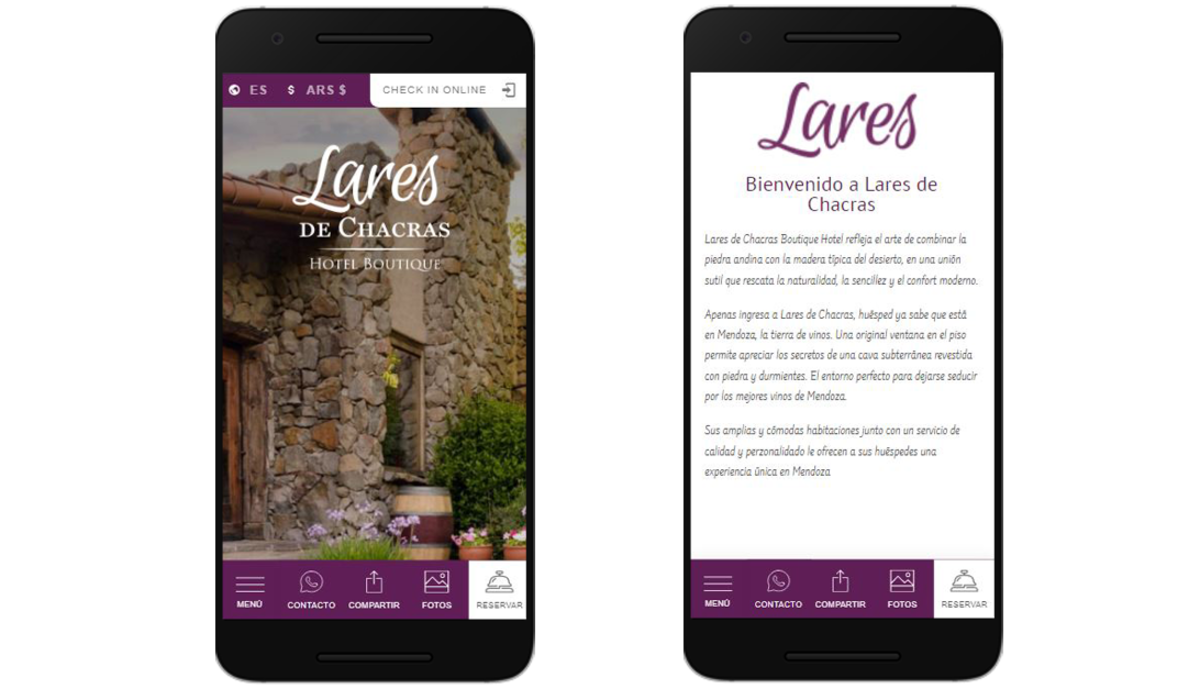 ES $ ARS $ CHECK IN ONLINE
Lares
DE CHACRAS
HOTEL BOUTIQUE
MENÚ CONTACTO COMPARTIR FOTOS RESERVAR
Lares
Bienvenido a Lares de
Chacras
Lares de Chacras Boutique Hotel refleja el arte de combinar la
piedra andina con la madera típica del desierto, en una unión
sutil que rescata la naturalidad, la sencillez y el confort moderno.
Apenas ingresa a Lares de Chacras, huésped ya sabe que está
en Mendoza, la tierra de vinos. Una original ventana en el piso
permite apreciar los secretos de una cava subterránea revestida
con piedra y durmientes. El entorno perfecto para dejarse seducir
por los mejores vinos de Mendoza.
Sus amplias y cómodas habitaciones junto con un servicio de
calidad y perzonalidado le ofrecen a sus huéspedes una
experiencia única en Mendoza
MENÚ CONTACTO COMPARTIR FOTOS RESERVAR